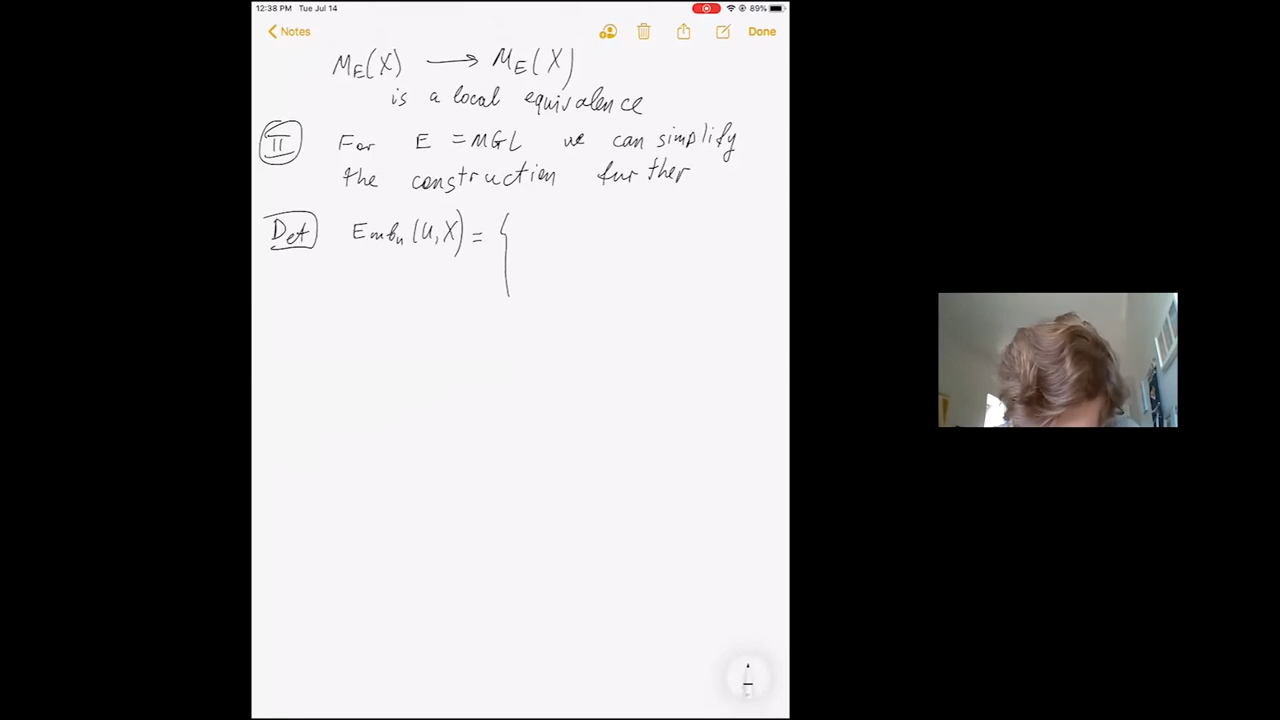 12:38 PM Tue Jul 14
89%
Notes
Done
M_E(X) ⟶ M_E(X)
is a local equivalence
II For E = MGL we can simplify
the construction further
Def Emb_n(U, X) = {